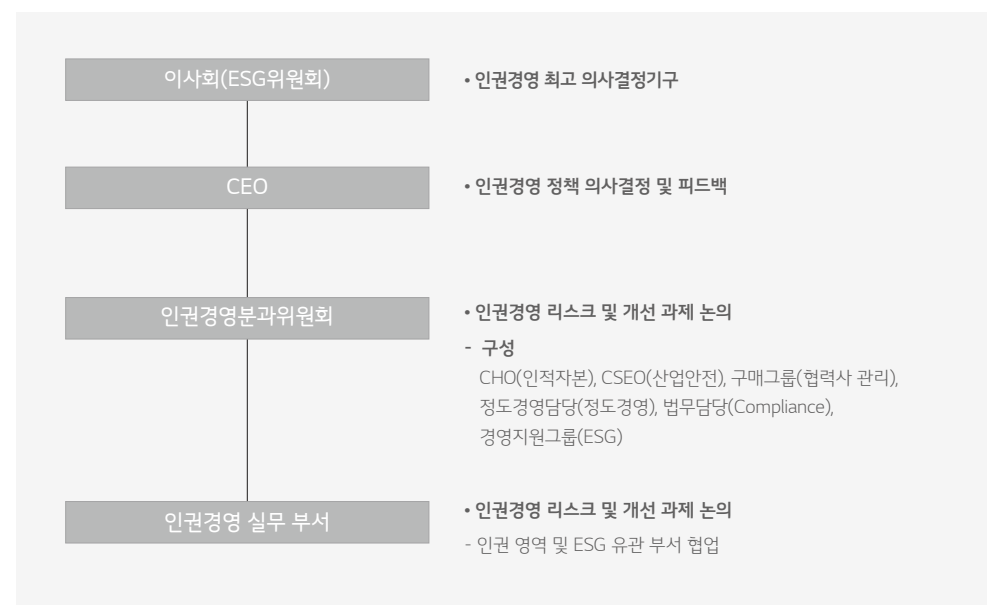 이사회(ESG위원회)
• 인권경영 최고 의사결정기구
CEO
• 인권경영 정책 의사결정 및 피드백
인권경영분과위원회
• 인권경영 리스크 및 개선 과제 논의
- 구성
CHO(인적자본), CSEO(산업안전), 구매그룹(협력사 관리),
정도경영담당(정도경영), 법무담당(Compliance),
경영지원그룹(ESG)
인권경영 실무 부서
• 인권경영 리스크 및 개선 과제 논의
- 인권 영역 및 ESG 유관 부서 협업